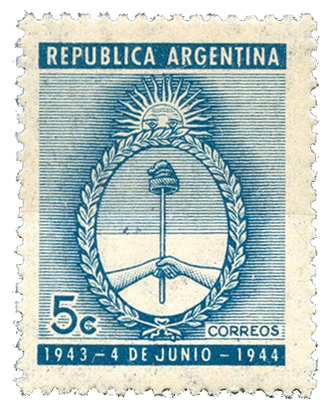 REPUBLICA ARGENTINA
5c
CORREOS
1943 - 4 DE JUNIO - 1944